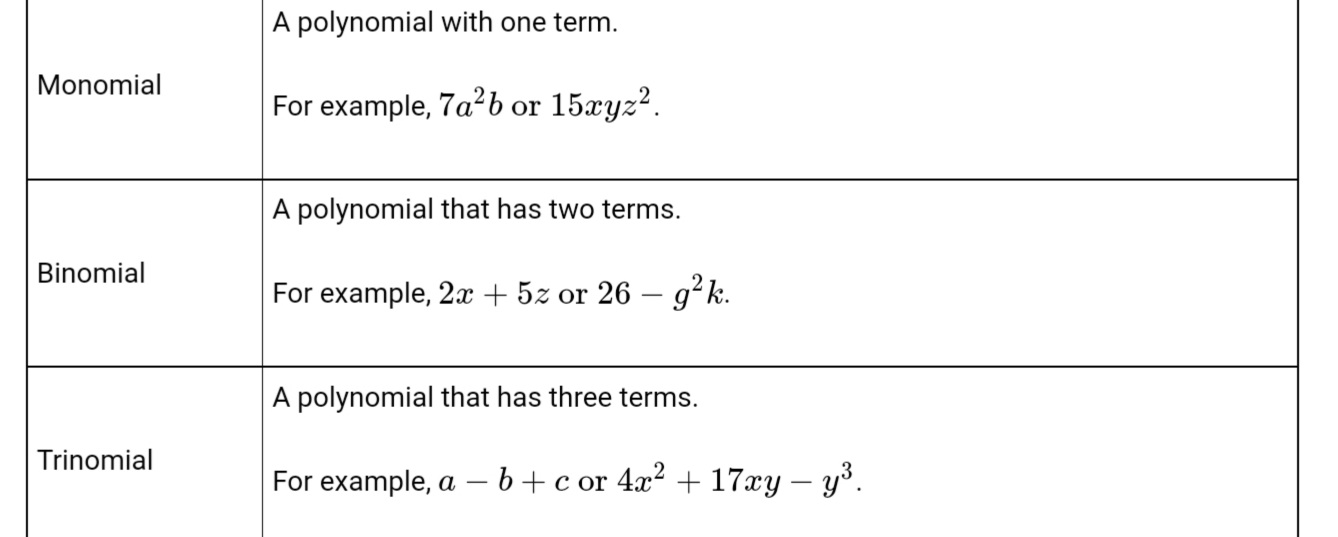 A polynomial with one term.
Monomial
For example, 7a²b or 15xyz².
A polynomial that has two terms.
Binomial
For example, 2x + 5z or 26 − g²k.
A polynomial that has three terms.
Trinomial
For example, a − b + c or 4x² + 17xy − y³.